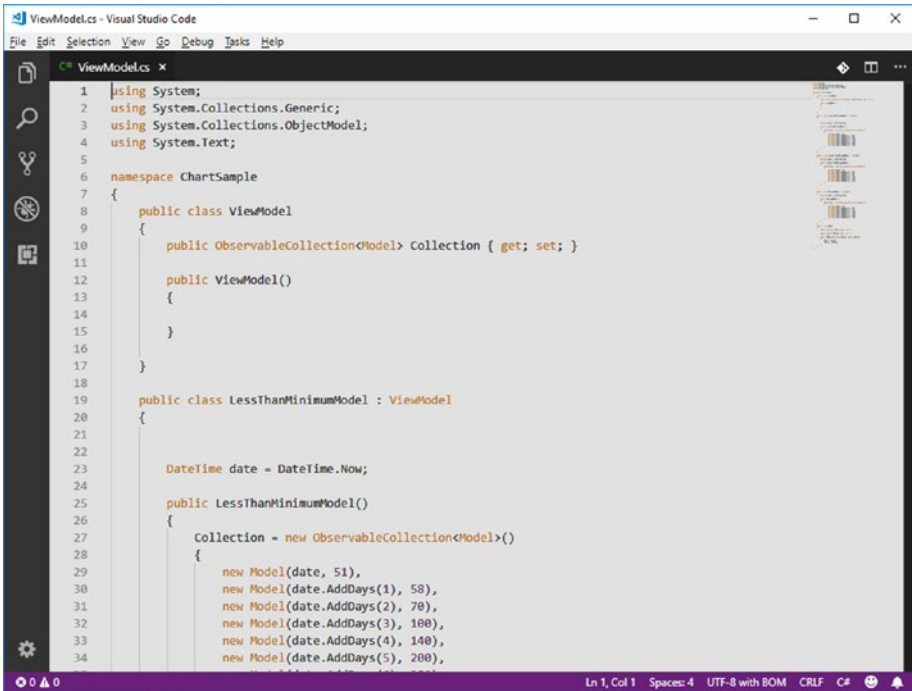 ViewModel.cs - Visual Studio Code
File Edit Selection View Go Debug Tasks Help
C# ViewModel.cs ×
1 using System;
2 using System.Collections.Generic;
3 using System.Collections.ObjectModel;
4 using System.Text;
5
6 namespace ChartSample
7 {
8     public class ViewModel
9     {
10         public ObservableCollection<Model> Collection { get; set; }
11
12         public ViewModel()
13         {
14
15         }
16
17     }
18
19     public class LessThanMinimumModel : ViewModel
20     {
21
22
23         DateTime date = DateTime.Now;
24
25         public LessThanMinimumModel()
26         {
27             Collection = new ObservableCollection<Model>()
28             {
29                 new Model(date, 51),
30                 new Model(date.AddDays(1), 58),
31                 new Model(date.AddDays(2), 70),
32                 new Model(date.AddDays(3), 100),
33                 new Model(date.AddDays(4), 140),
34                 new Model(date.AddDays(5), 200),
0 0 Ln 1, Col 1 Spaces: 4 UTF-8 with BOM CRLF C#